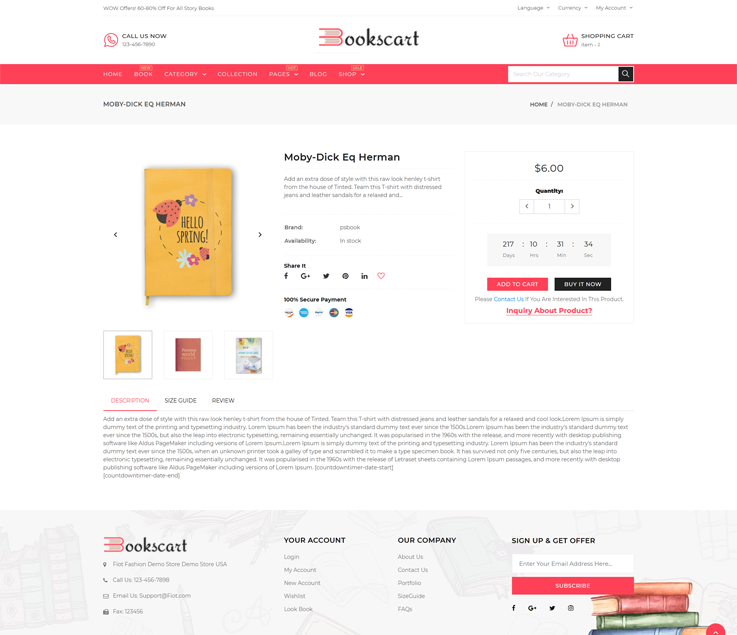 WOW Offers! 60-80% Off For All Story Books
Language Currency My Account
CALL US NOW
123-456-7890
Bookscart
SHOPPING CART
item - 2
HOME BOOK NEW CATEGORY COLLECTION PAGES HOT BLOG SHOP SALE
Search Our Category
MOBY-DICK EQ HERMAN
HOME / MOBY-DICK EQ HERMAN
HELLO
SPRING!
Moby-Dick Eq Herman
Add an extra dose of style with this raw look henley t-shirt
from the house of Tinted. Team this T-shirt with distressed
jeans and leather sandals for a relaxed and...
Brand: psbook
Availability: In stock
Share It
f G+ in
100% Secure Payment
$6.00
Quantity:
1
217 : 10 : 31 : 34
Days Hrs Min Sec
ADD TO CART BUY IT NOW
Please Contact Us If You Are Interested In This Product.
Inquiry About Product?
DESCRIPTION SIZE GUIDE REVIEW
Add an extra dose of style with this raw look henley t-shirt from the house of Tinted. Team this T-shirt with distressed jeans and leather sandals for a relaxed and cool look.Lorem Ipsum is simply
dummy text of the printing and typesetting industry. Lorem Ipsum has been the industry's standard dummy text ever since the 1500s.Lorem Ipsum has been the industry's standard dummy text
ever since the 1500s, but also the leap into electronic typesetting, remaining essentially unchanged. It was popularised in the 1960s with the release, and more recently with desktop publishing
software like Aldus PageMaker including versions of Lorem Ipsum.Lorem Ipsum is simply dummy text of the printing and typesetting industry. Lorem Ipsum has been the industry's standard
dummy text ever since the 1500s, when an unknown printer took a galley of type and scrambled it to make a type specimen book. It has survived not only five centuries, but also the leap into
electronic typesetting, remaining essentially unchanged. It was popularised in the 1960s with the release of Letraset sheets containing Lorem Ipsum passages, and more recently with desktop
publishing software like Aldus PageMaker including versions of Lorem Ipsum. [countdowntimer-date-start]
[countdowntimer-date-end]
Bookscart
Fiot Fashion Demo Store Demo Store USA
Call Us: 123-456-7898
Email Us: Support@Fiot.com
Fax: 123456
YOUR ACCOUNT
Login
My Account
New Account
Wishlist
Look Book
OUR COMPANY
About Us
Contact Us
Portfolio
SizeGuide
FAQs
SIGN UP & GET OFFER
Enter Your Email Address Here...
SUBSCRIBE
f G+